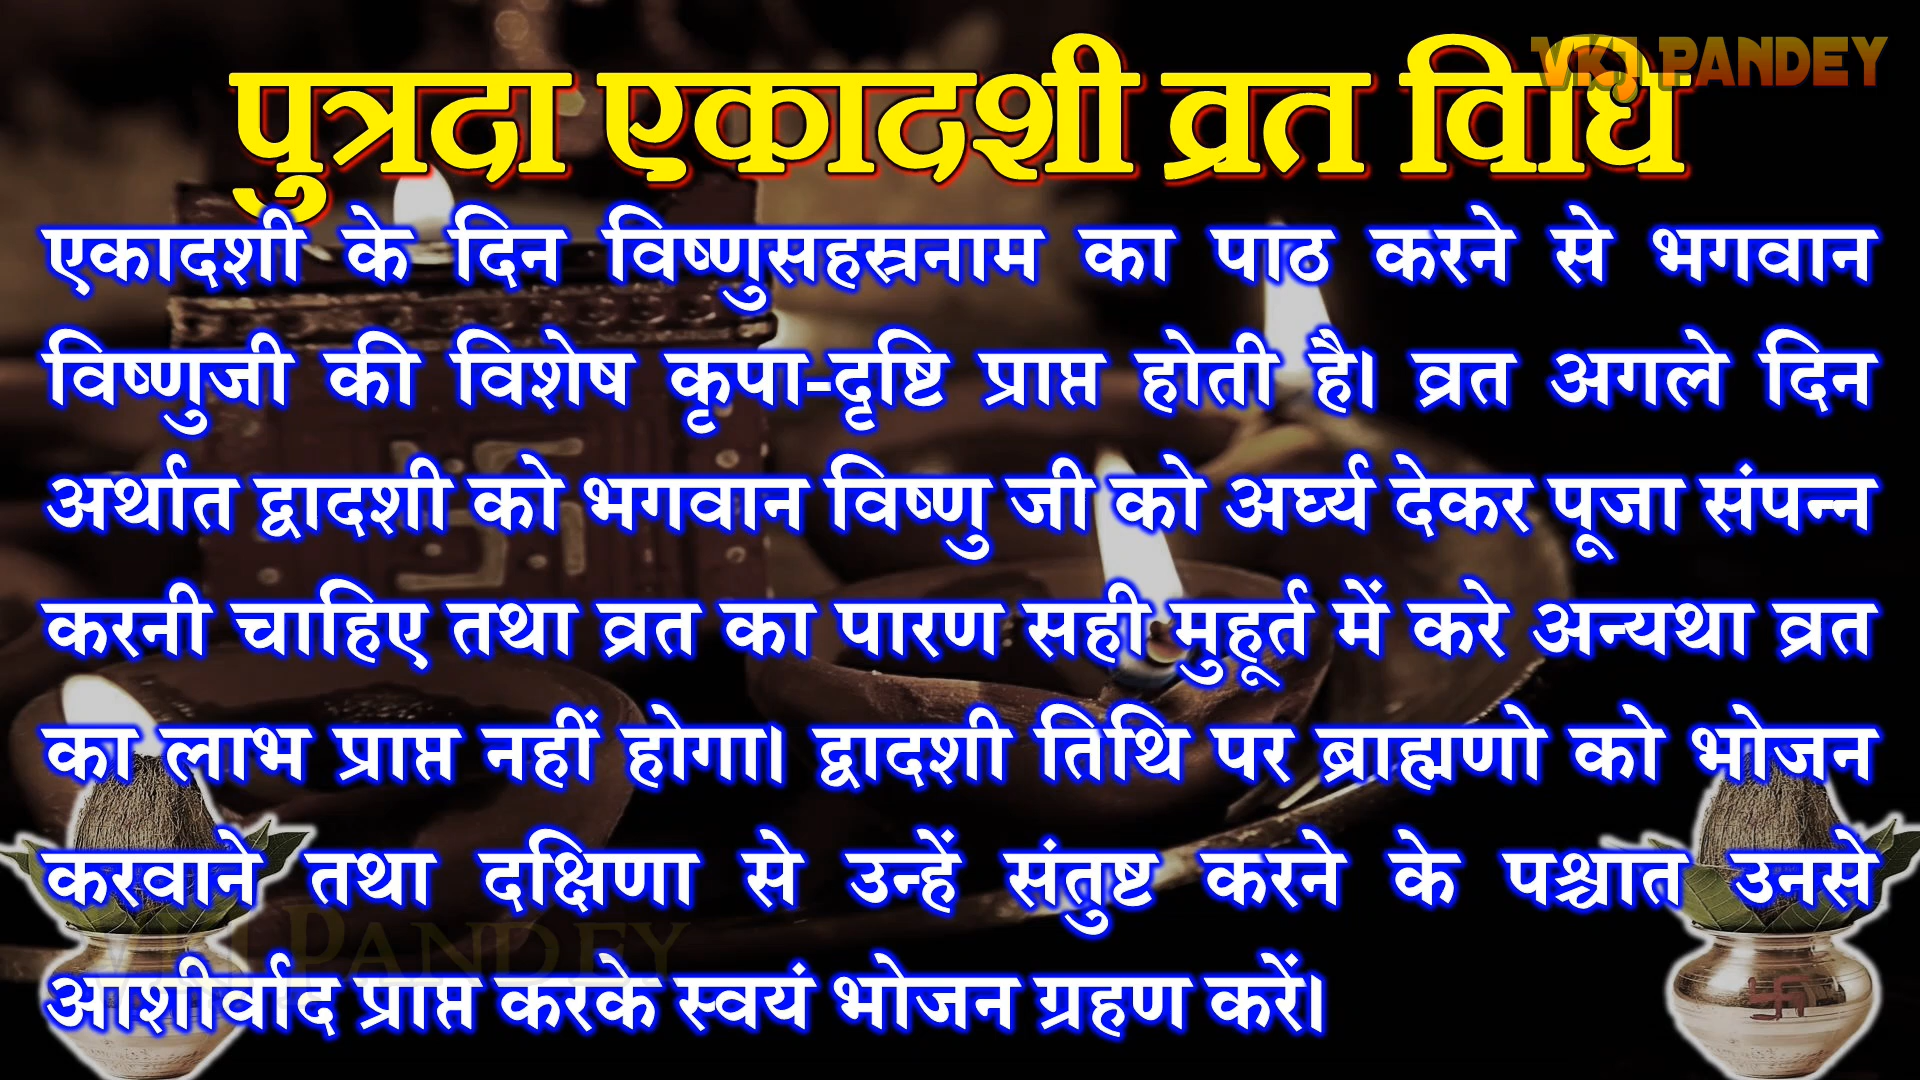 VKJ PANDEY
पुत्रदा एकादशी व्रत विधि
एकादशी के दिन विष्णुसहस्रनाम का पाठ करने से भगवान
विष्णुजी की विशेष कृपा-दृष्टि प्राप्त होती है। व्रत अगले दिन
अर्थात द्वादशी को भगवान विष्णु जी को अर्घ्य देकर पूजा संपन्न
करनी चाहिए तथा व्रत का पारण सही मुहूर्त में करे अन्यथा व्रत
का लाभ प्राप्त नहीं होगा। द्वादशी तिथि पर ब्राह्मणो को भोजन
करवाने तथा दक्षिणा से उन्हें संतुष्ट करने के पश्चात उनसे
VKJ PANDEY
आशीर्वाद प्राप्त करके स्वयं भोजन ग्रहण करें।